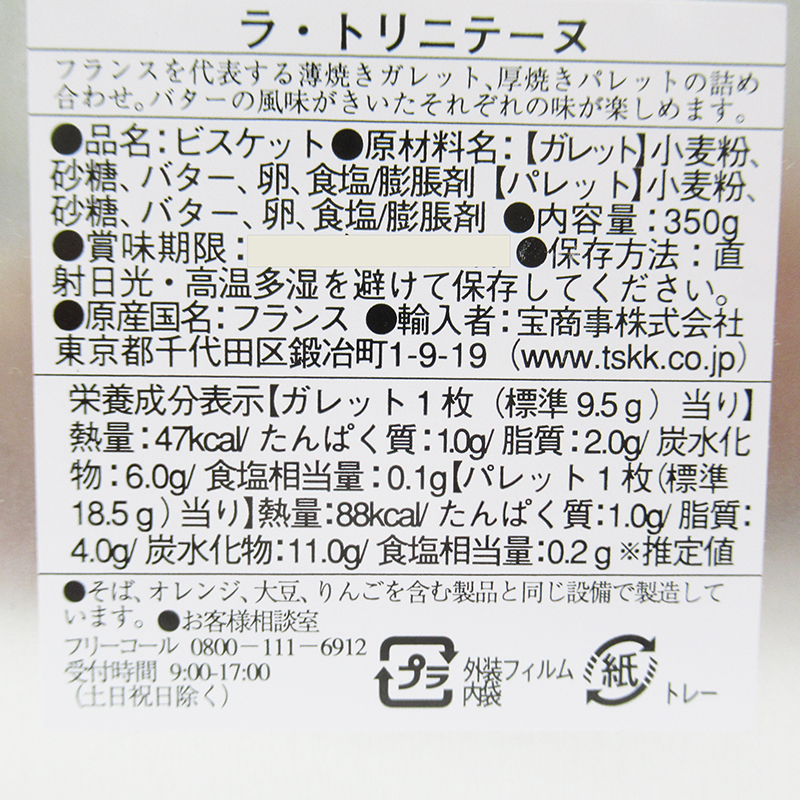 ラ・トリニテーヌ
フランスを代表する薄焼きガレット、厚焼きパレットの詰め
合わせ。バターの風味がきいたそれぞれの味が楽しめます。
●品名：ビスケット●原材料名：【ガレット】小麦粉、
砂糖、バター、卵、食塩/膨脹剤【パレット】小麦粉、
砂糖、バター、卵、食塩/膨脹剤 ●内容量：350g
●賞味期限： ●保存方法：直
射日光・高温多湿を避けて保存してください。
●原産国名：フランス ●輸入者：宝商事株式会社
東京都千代田区鍛冶町1-9-19（www.tskk.co.jp）
栄養成分表示【ガレット1枚（標準9.5g）当り】
熱量：47kcal/たんぱく質：1.0g/脂質：2.0g/炭水化
物：6.0g/食塩相当量：0.1g【パレット1枚（標準
18.5g）当り】熱量：88kcal/たんぱく質：1.0g/脂質：
4.0g/炭水化物：11.0g/食塩相当量：0.2g※推定値
●そば、オレンジ、大豆、りんごを含む製品と同じ設備で製造して
います。●お客様相談室
フリーコール 0800－111－6912
受付時間 9:00-17:00
（土日祝日除く）
プラ 外装フィルム
内袋
紙 トレー